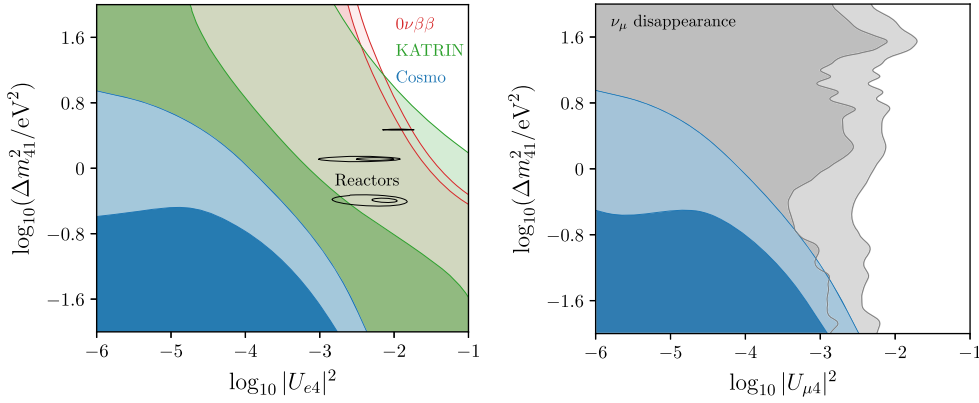 0νββ
KATRIN
Cosmo
Reactors
log₁₀(Δm²₄₁/eV²)
1.6
0.8
0
−0.8
−1.6
−6
−5
−4
−3
−2
−1
log₁₀ |Uₑ₄|²
ν_μ disappearance
log₁₀(Δm²₄₁/eV²)
1.6
0.8
0
−0.8
−1.6
−6
−5
−4
−3
−2
−1
log₁₀ |U_μ4|²